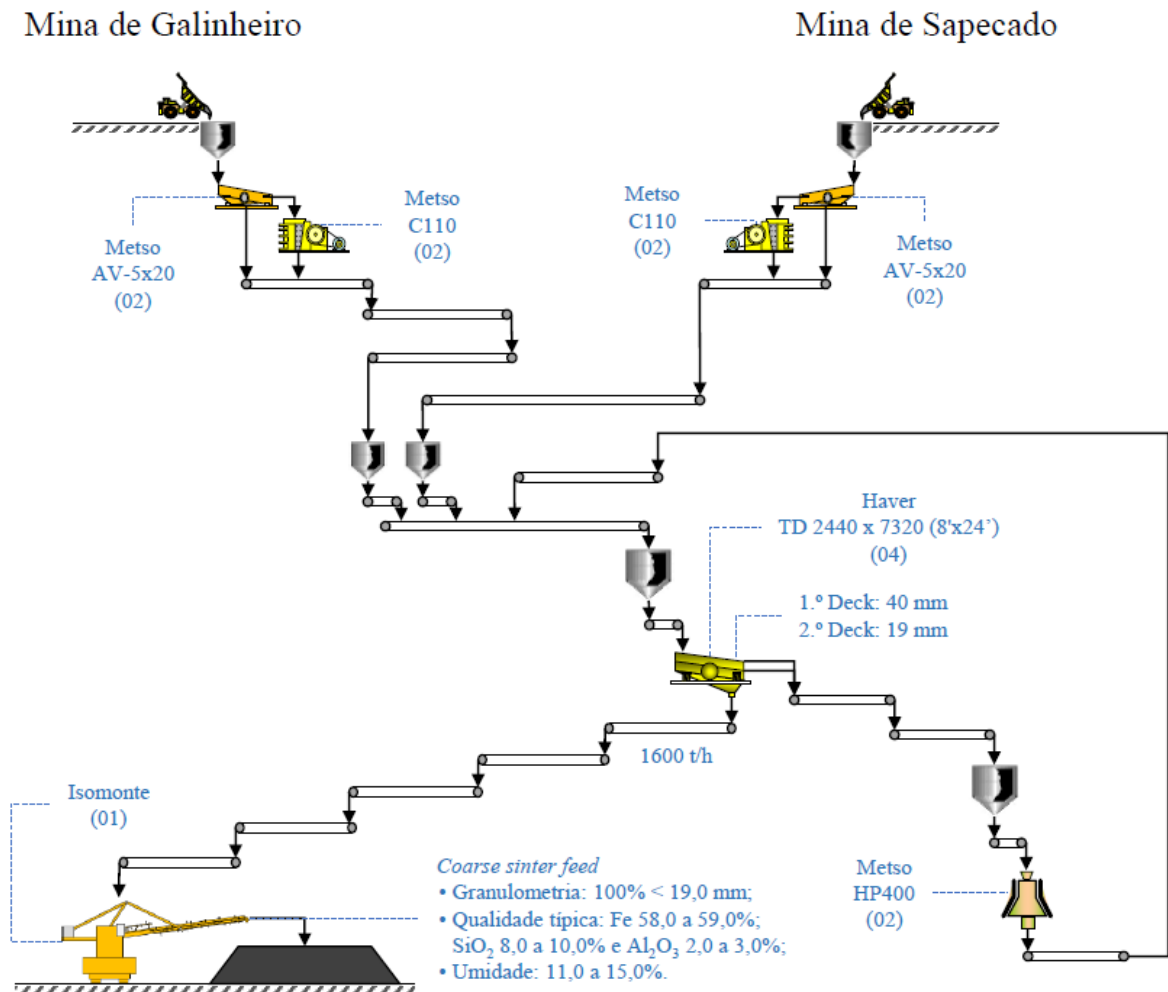 Mina de Galinheiro
Mina de Sapecado
Metso
C110
(02)
Metso
C110
(02)
Metso
AV-5x20
(02)
Metso
AV-5x20
(02)
Haver
TD 2440 x 7320 (8'x24’)
(04)
1.º Deck: 40 mm
2.º Deck: 19 mm
1600 t/h
Isomonte
(01)
Coarse sinter feed
• Granulometria: 100% < 19,0 mm;
• Qualidade típica: Fe 58,0 a 59,0%;
SiO₂ 8,0 a 10,0% e Al₂O₃ 2,0 a 3,0%;
• Umidade: 11,0 a 15,0%.
Metso
HP400
(02)